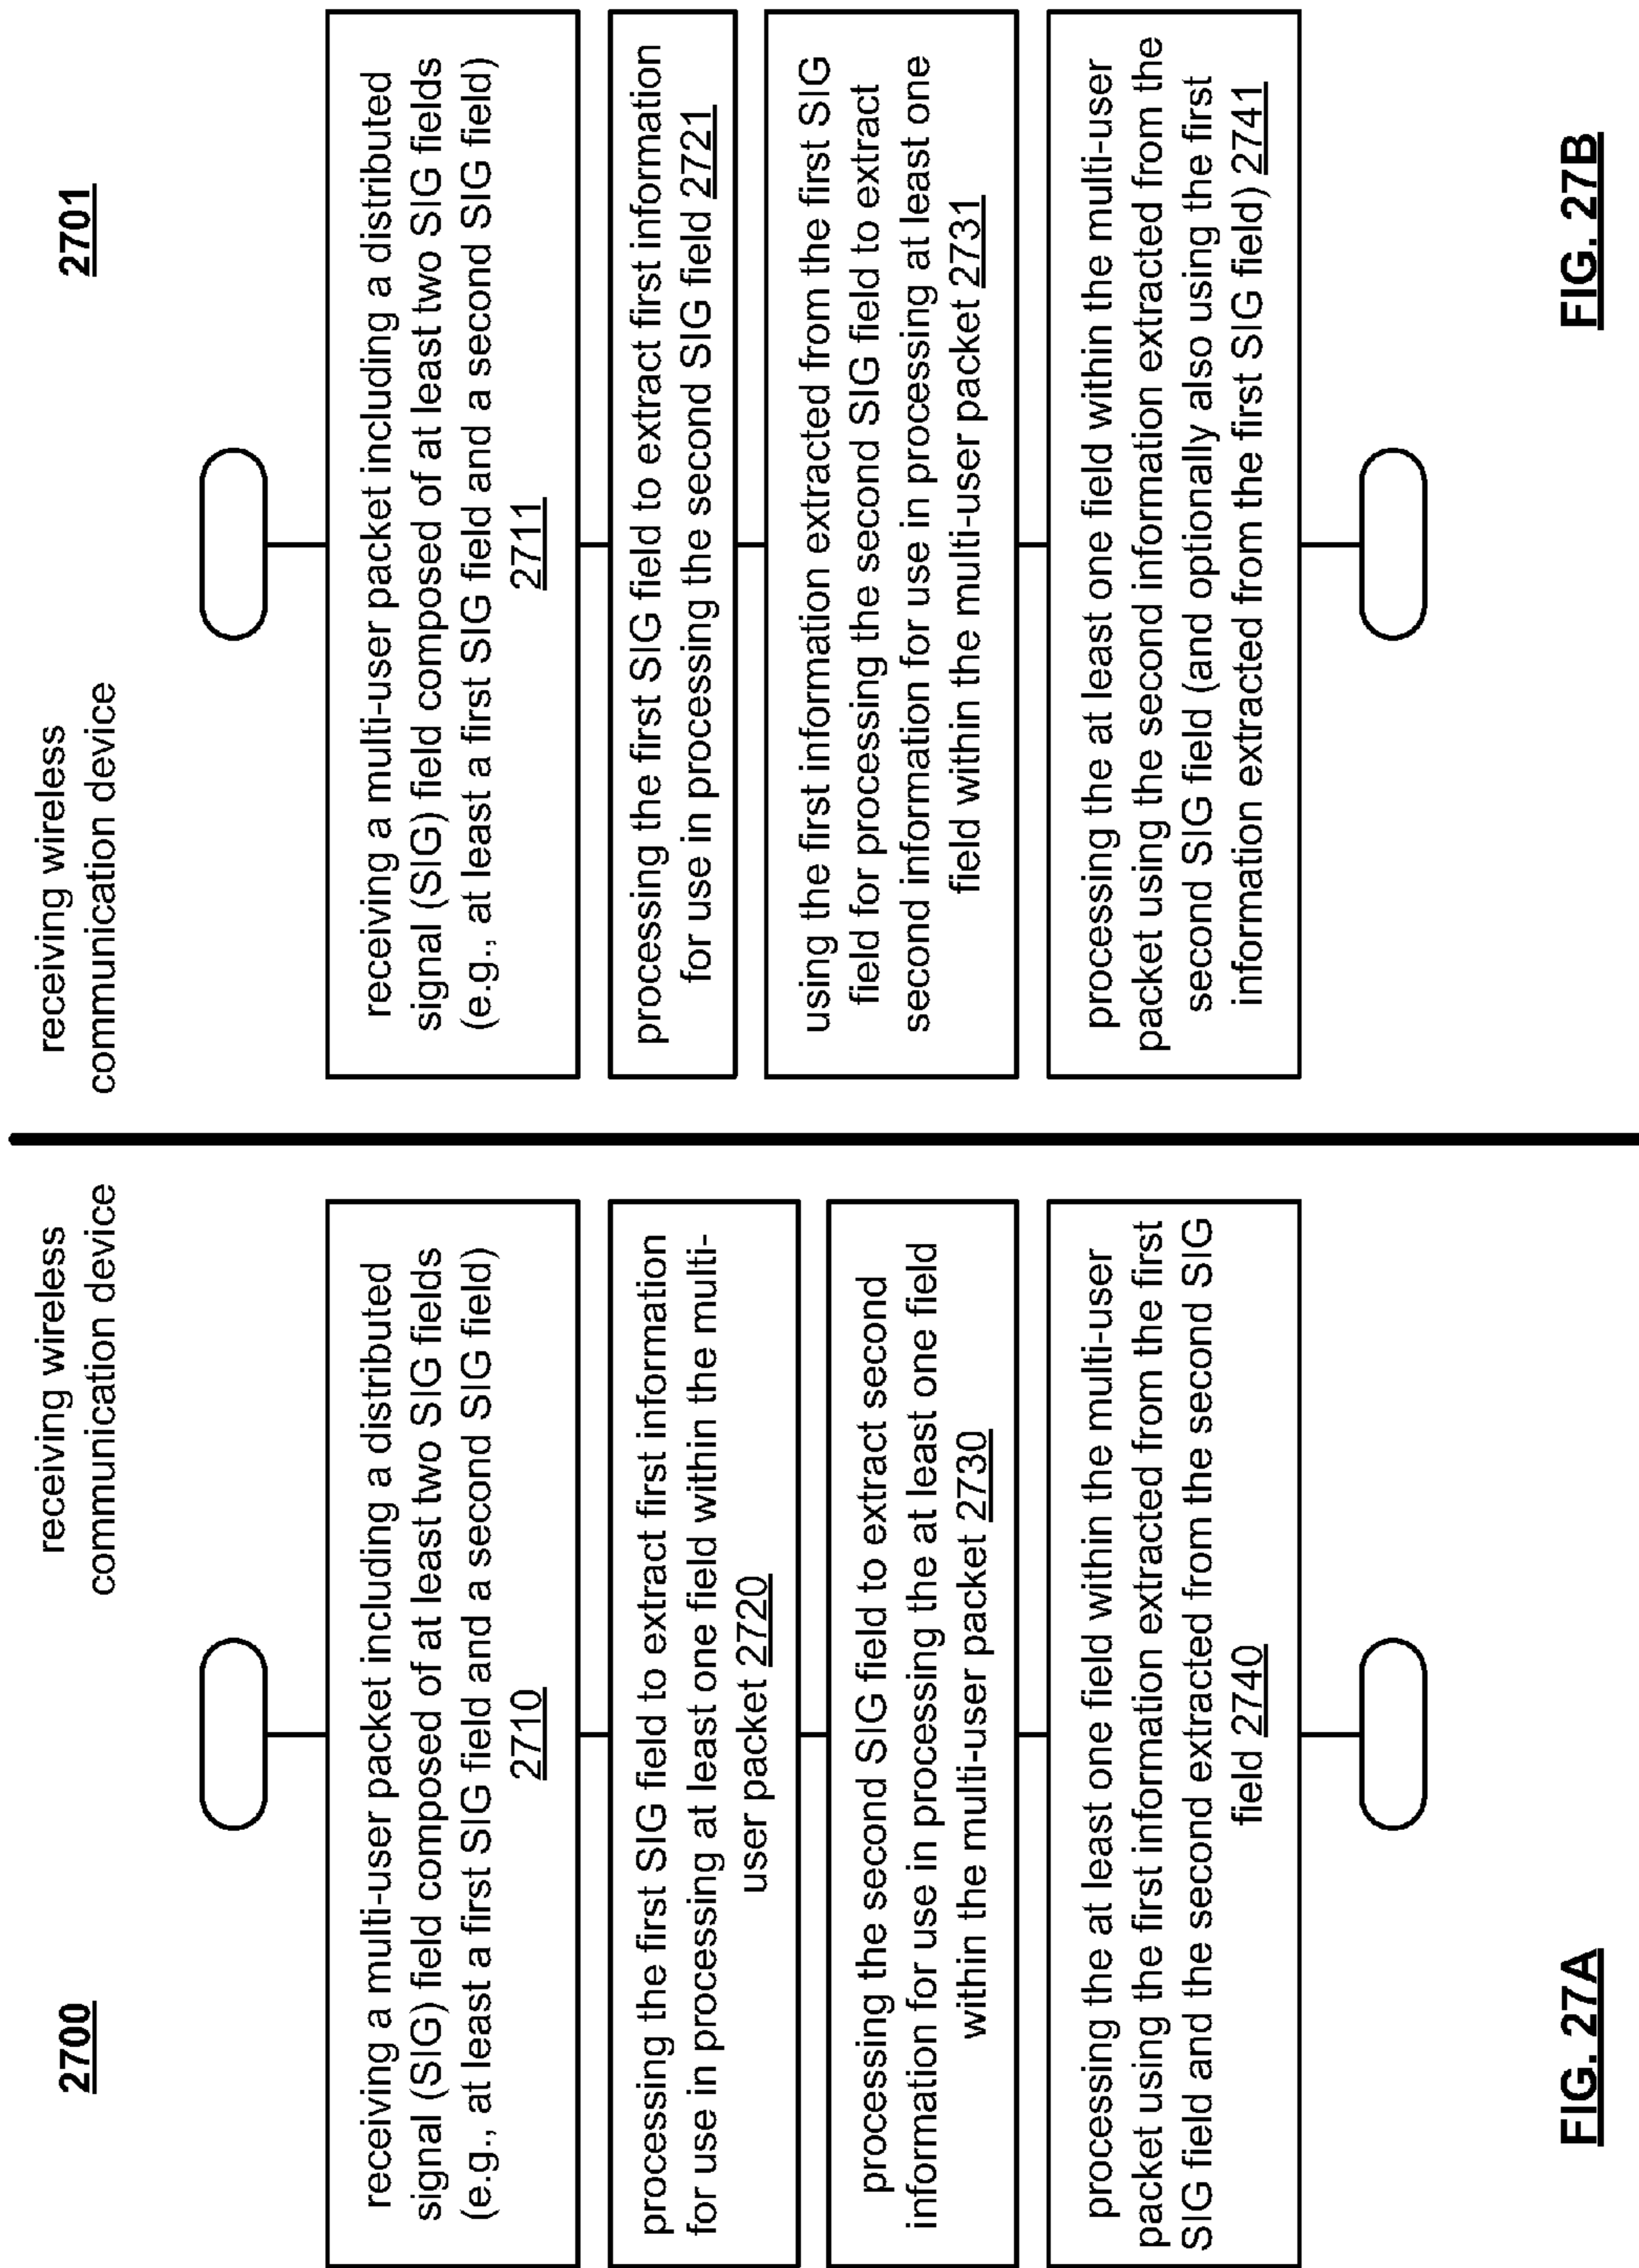 2700
receiving wireless
communication device
receiving a multi-user packet including a distributed
signal (SIG) field composed of at least two SIG fields
(e.g., at least a first SIG field and a second SIG field)
2710
processing the first SIG field to extract first information
for use in processing at least one field within the multi-
user packet 2720
processing the second SIG field to extract second
information for use in processing the at least one field
within the multi-user packet 2730
processing the at least one field within the multi-user
packet using the first information extracted from the first
SIG field and the second extracted from the second SIG
field 2740
FIG. 27A
receiving wireless
communication device
2701
receiving a multi-user packet including a distributed
signal (SIG) field composed of at least two SIG fields
(e.g., at least a first SIG field and a second SIG field)
2711
processing the first SIG field to extract first information
for use in processing the second SIG field 2721
using the first information extracted from the first SIG
field for processing the second SIG field to extract
second information for use in processing at least one
field within the multi-user packet 2731
processing the at least one field within the multi-user
packet using the second information extracted from the
second SIG field (and optionally also using the first
information extracted from the first SIG field) 2741
FIG. 27B